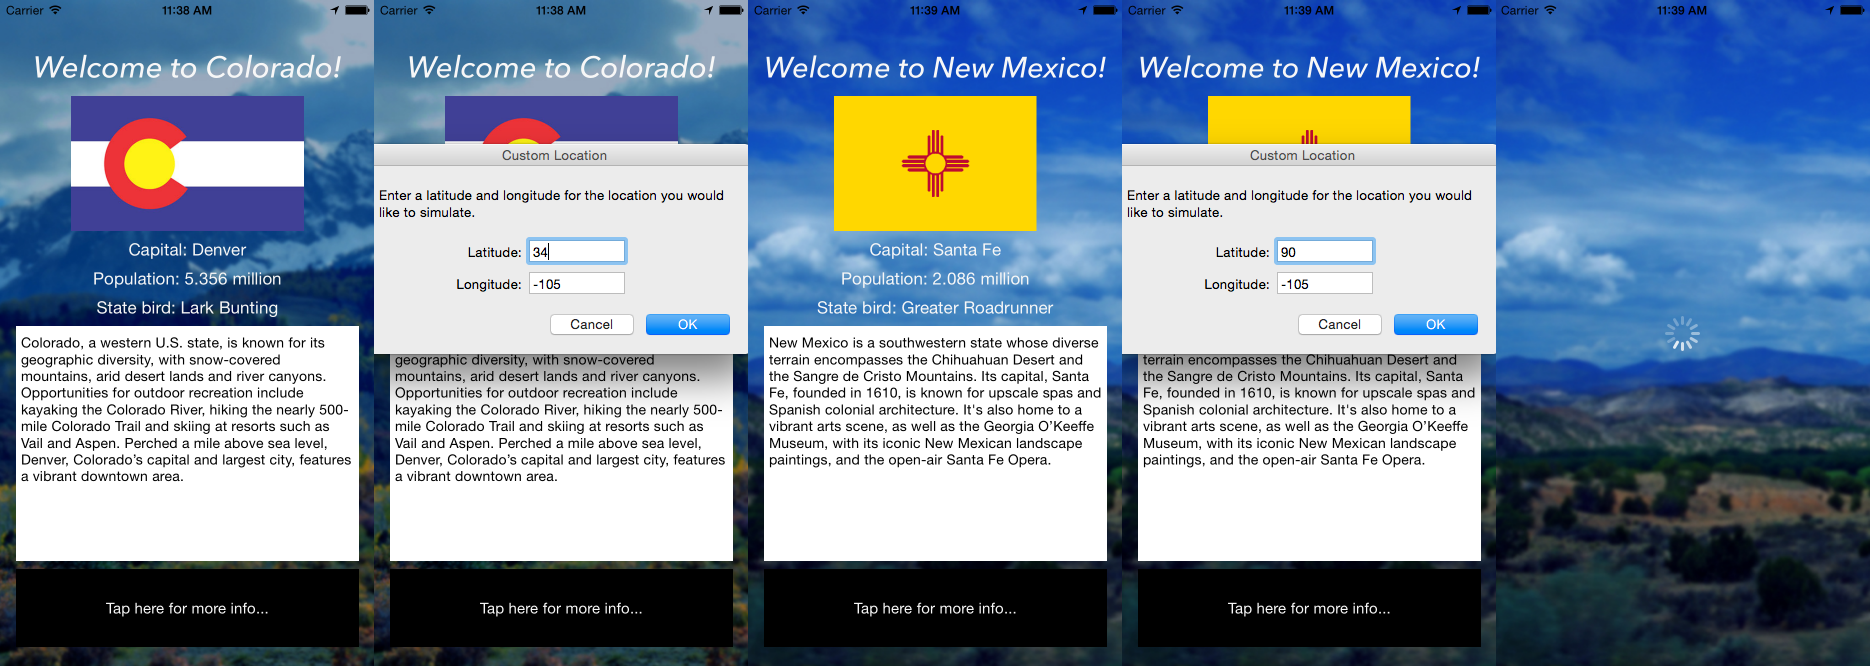 Carrier 11:38 AM
Welcome to Colorado!
Capital: Denver
Population: 5.356 million
State bird: Lark Bunting
Colorado, a western U.S. state, is known for its
geographic diversity, with snow-covered
mountains, arid desert lands and river canyons.
Opportunities for outdoor recreation include
kayaking the Colorado River, hiking the nearly 500-
mile Colorado Trail and skiing at resorts such as
Vail and Aspen. Perched a mile above sea level,
Denver, Colorado’s capital and largest city, features
a vibrant downtown area.
Tap here for more info...
Carrier 11:38 AM
Welcome to Colorado!
Custom Location
Enter a latitude and longitude for the location you would
like to simulate.
Latitude: 34
Longitude: -105
Cancel OK
geographic diversity, with snow-covered
mountains, arid desert lands and river canyons.
Opportunities for outdoor recreation include
kayaking the Colorado River, hiking the nearly 500-
mile Colorado Trail and skiing at resorts such as
Vail and Aspen. Perched a mile above sea level,
Denver, Colorado’s capital and largest city, features
a vibrant downtown area.
Tap here for more info...
Carrier 11:39 AM
Welcome to New Mexico!
Capital: Santa Fe
Population: 2.086 million
State bird: Greater Roadrunner
New Mexico is a southwestern state whose diverse
terrain encompasses the Chihuahuan Desert and
the Sangre de Cristo Mountains. Its capital, Santa
Fe, founded in 1610, is known for upscale spas and
Spanish colonial architecture. It's also home to a
vibrant arts scene, as well as the Georgia O’Keeffe
Museum, with its iconic New Mexican landscape
paintings, and the open-air Santa Fe Opera.
Tap here for more info...
Carrier 11:39 AM
Welcome to New Mexico!
Custom Location
Enter a latitude and longitude for the location you would
like to simulate.
Latitude: 90
Longitude: -105
Cancel OK
terrain encompasses the Chihuahuan Desert and
the Sangre de Cristo Mountains. Its capital, Santa
Fe, founded in 1610, is known for upscale spas and
Spanish colonial architecture. It's also home to a
vibrant arts scene, as well as the Georgia O’Keeffe
Museum, with its iconic New Mexican landscape
paintings, and the open-air Santa Fe Opera.
Tap here for more info...
Carrier 11:39 AM